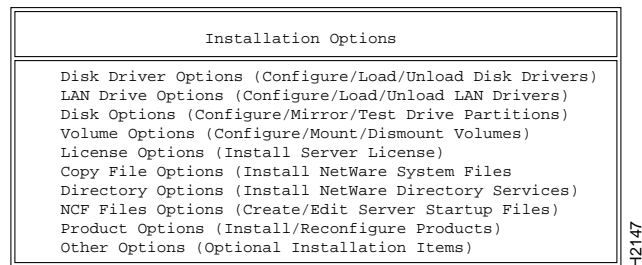 Installation Options
Disk Driver Options (Configure/Load/Unload Disk Drivers)
LAN Drive Options (Configure/Load/Unload LAN Drivers)
Disk Options (Configure/Mirror/Test Drive Partitions)
Volume Options (Configure/Mount/Dismount Volumes)
License Options (Install Server License)
Copy File Options (Install NetWare System Files
Directory Options (Install NetWare Directory Services)
NCF Files Options (Create/Edit Server Startup Files)
Product Options (Install/Reconfigure Products)
Other Options (Optional Installation Items)
H2147